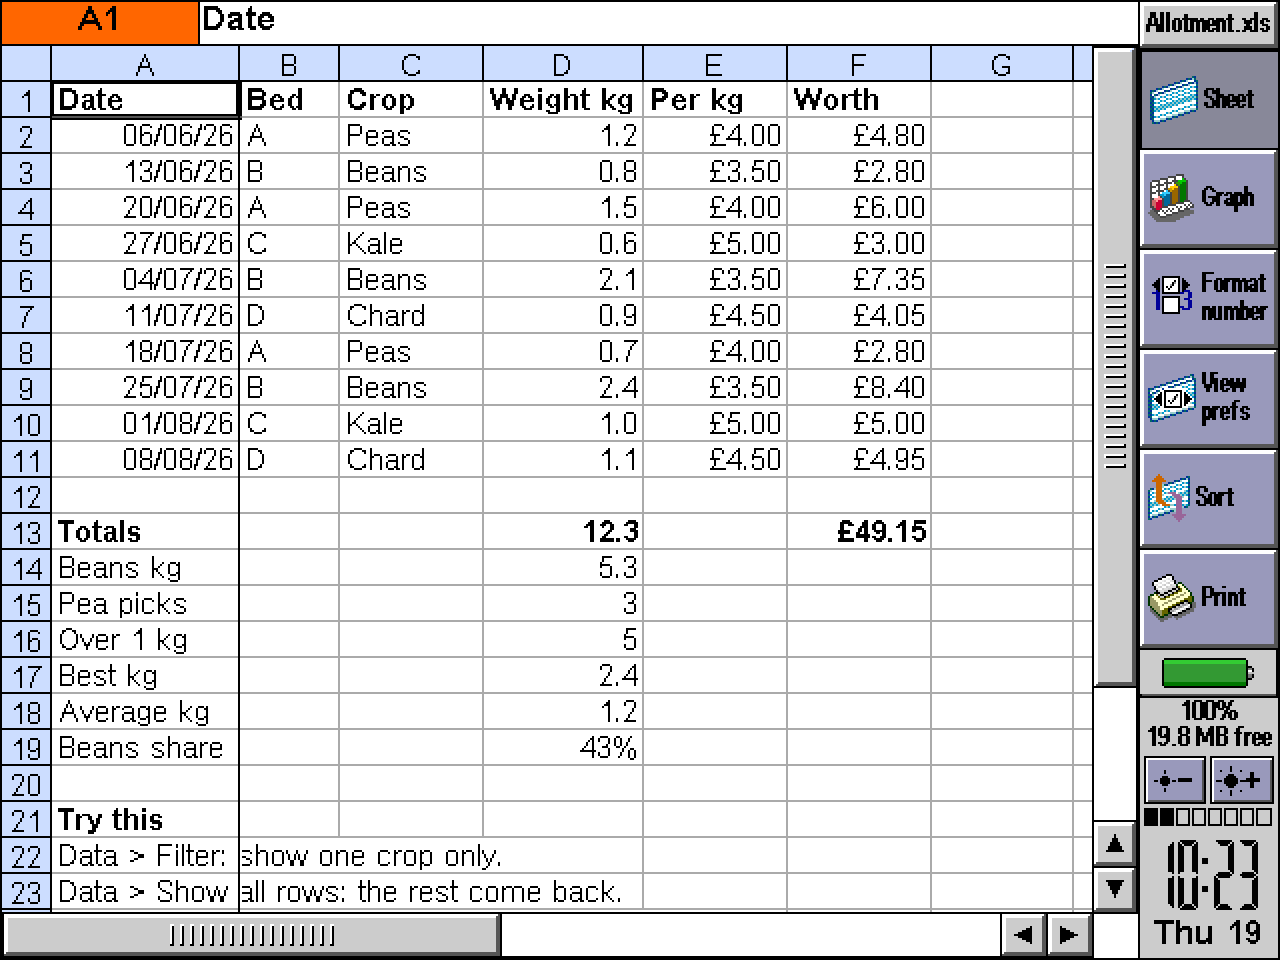 A1 Date Allotment.xls
A B C D E F G
1 Date Bed Crop Weight kg Per kg Worth
2 06/06/26 A Peas 1.2 £4.00 £4.80
3 13/06/26 B Beans 0.8 £3.50 £2.80
4 20/06/26 A Peas 1.5 £4.00 £6.00
5 27/06/26 C Kale 0.6 £5.00 £3.00
6 04/07/26 B Beans 2.1 £3.50 £7.35
7 11/07/26 D Chard 0.9 £4.50 £4.05
8 18/07/26 A Peas 0.7 £4.00 £2.80
9 25/07/26 B Beans 2.4 £3.50 £8.40
10 01/08/26 C Kale 1.0 £5.00 £5.00
11 08/08/26 D Chard 1.1 £4.50 £4.95
12
13 Totals 12.3 £49.15
14 Beans kg 5.3
15 Pea picks 3
16 Over 1 kg 5
17 Best kg 2.4
18 Average kg 1.2
19 Beans share 43%
20
21 Try this
22 Data > Filter: show one crop only.
23 Data > Show all rows: the rest come back.
Sheet
Graph
Format
number
View
prefs
Sort
Print
100%
19.8 MB free
10:23
Thu 19